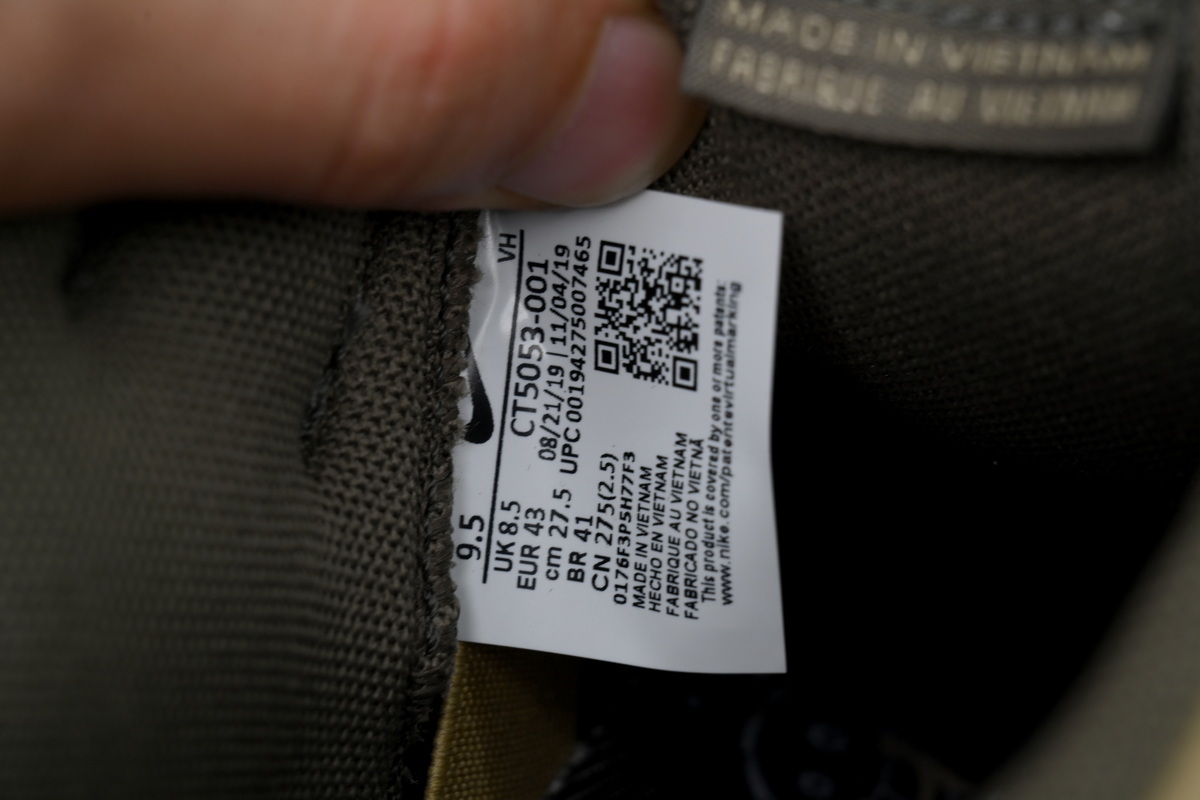 MADE IN VIETNAM
FABRIQUE AU VIETNAM
VH
9.5
CT5053-001
08/21/19 | 11/04/19
UPC 00194275007465
UK 8.5
EUR 43
cm 27.5
BR 41
CN 275(2.5)
0176F3P5H77F3
MADE IN VIETNAM
HECHO EN VIETNAM
FABRIQUE AU VIETNAM
FABRICADO NO VIETNÃ
This product is covered by one or more patents:
www.nike.com/patentevirtualmarking